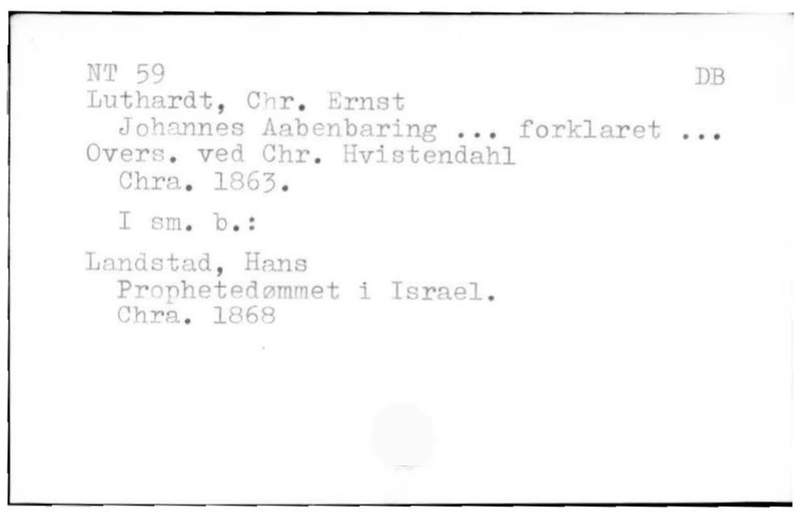 NT 59 DB
Luthardt, Chr. Ernst
Johannes Aabenbaring ... forklaret ...
Overs. ved Chr. Hvistendahl
Chra. 1863.
I sm. b.:
Landstad, Hans
Prophetedømmet i Israel.
Chra. 1868